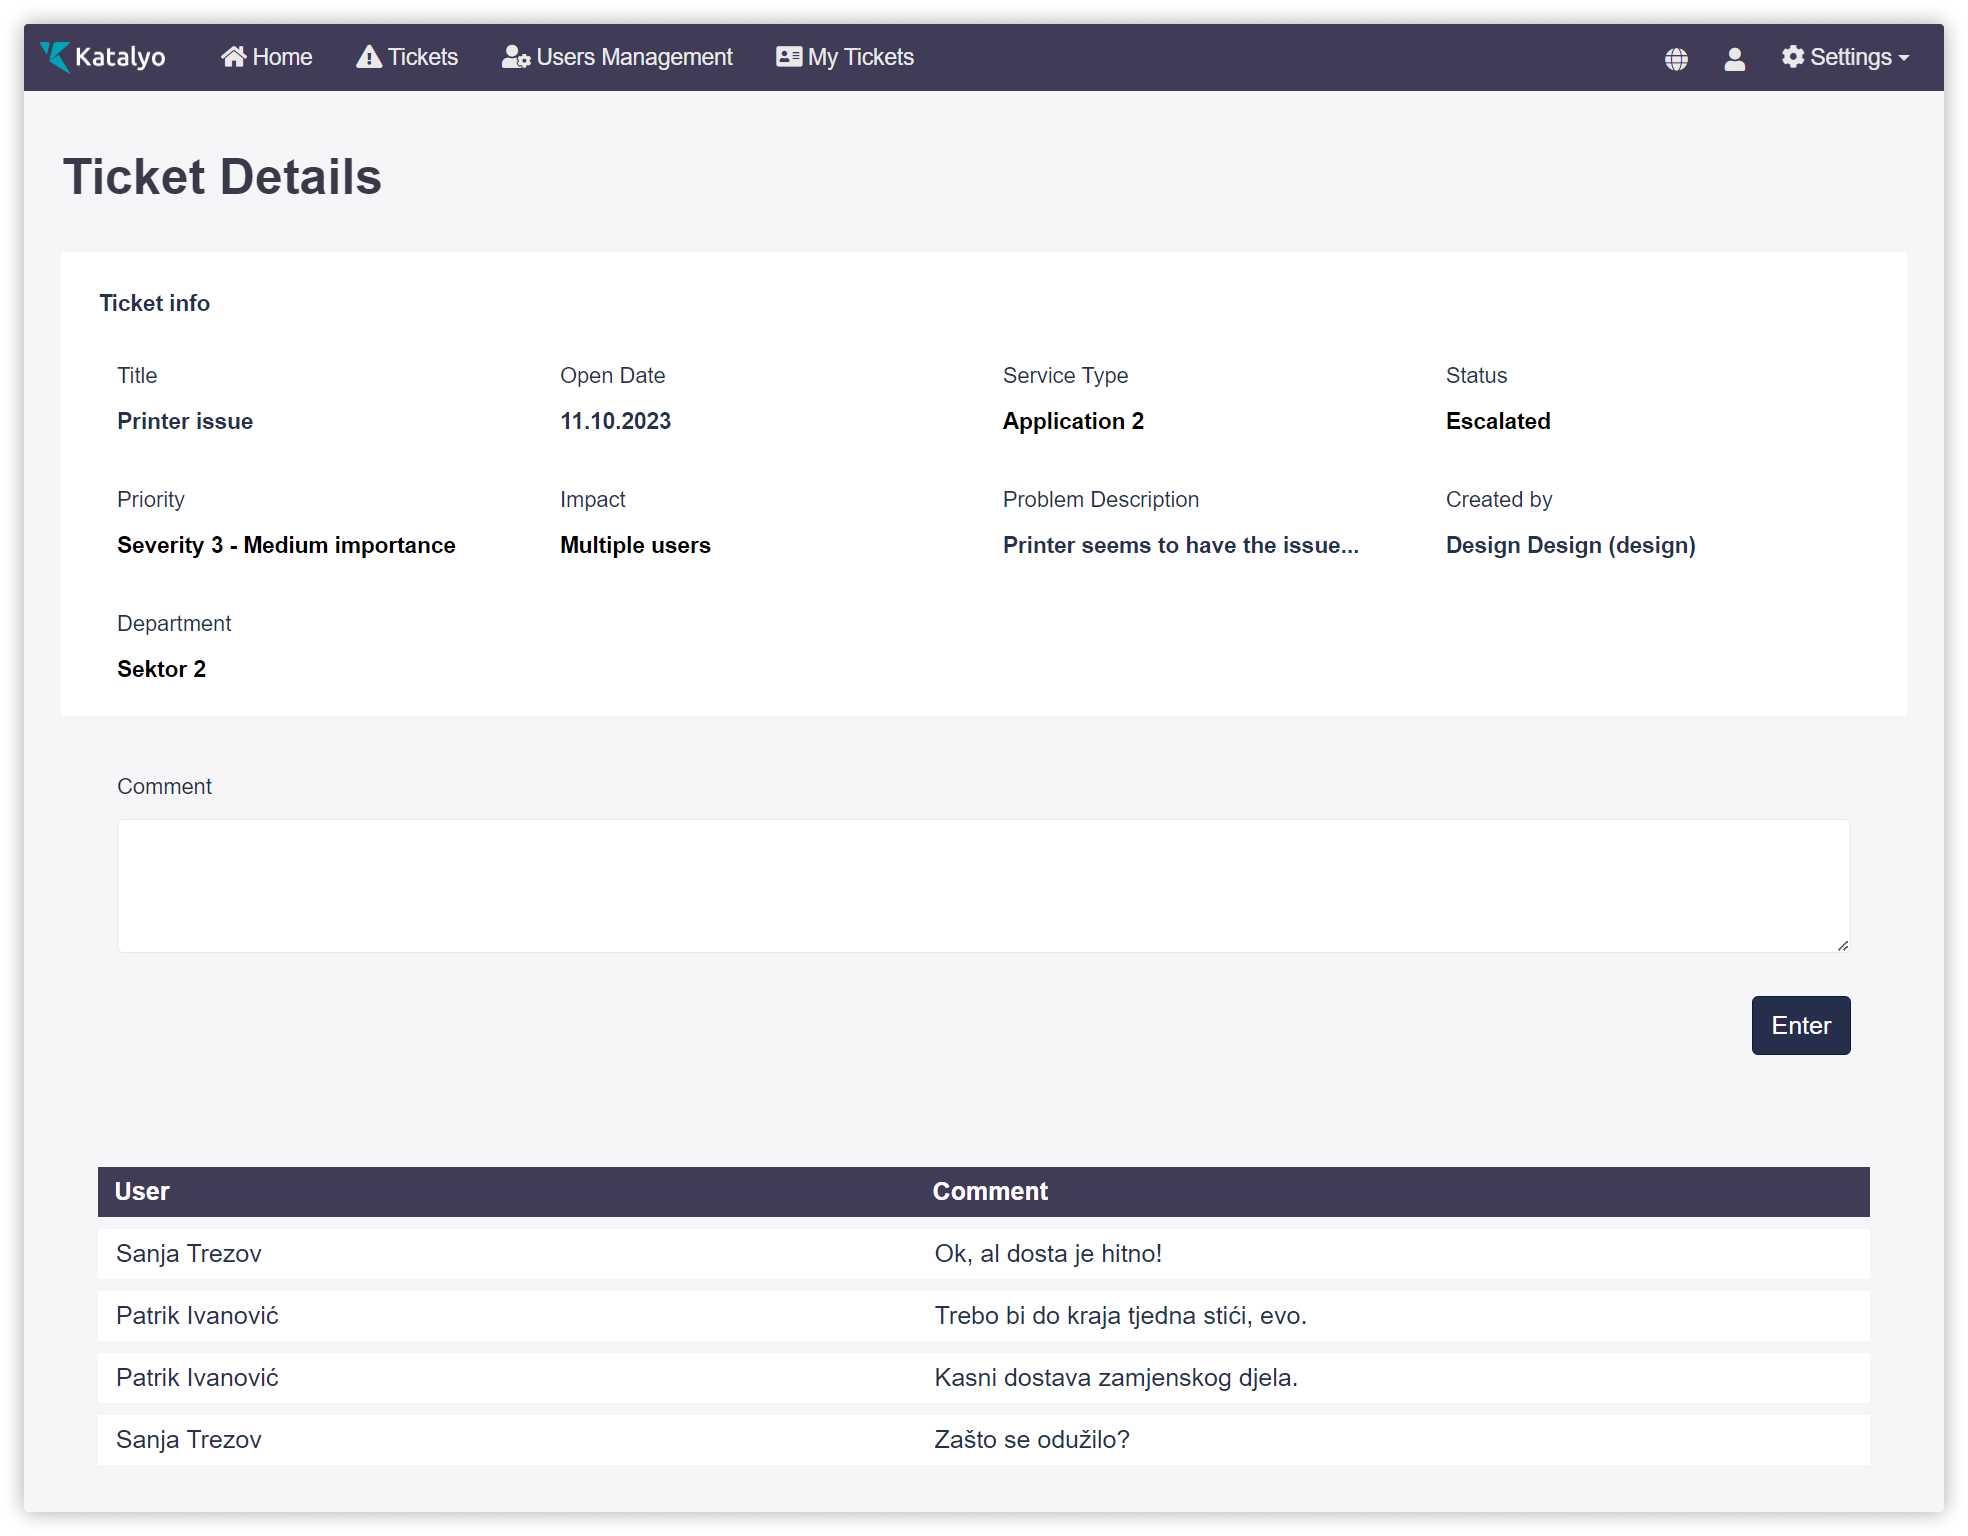 Katalyo Home Tickets Users Management My Tickets Settings
Ticket Details
Ticket info
Title Open Date Service Type Status
Printer issue 11.10.2023 Application 2 Escalated
Priority Impact Problem Description Created by
Severity 3 - Medium importance Multiple users Printer seems to have the issue... Design Design (design)
Department
Sektor 2
Comment
Enter
User Comment
Sanja Trezov Ok, al dosta je hitno!
Patrik Ivanović Trebo bi do kraja tjedna stići, evo.
Patrik Ivanović Kasni dostava zamjenskog djela.
Sanja Trezov Zašto se odužilo?